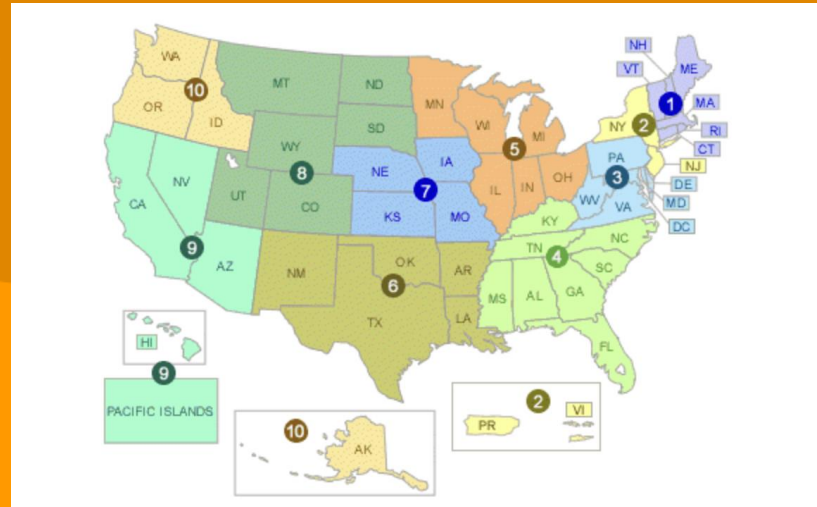 NH
WA
VT
ME
MT
ND
10
MN
1
MA
OR
ID
WI
MI
NY
2
RI
SD
5
CT
WY
PA
NJ
8
IA
3
NE
7
OH
DE
NV
IL
IN
WV
MD
UT
CO
VA
CA
KS
MO
KY
DC
NC
9
TN
4
OK
AZ
NM
AR
SC
6
MS
AL
GA
TX
LA
HI
FL
9
2
PACIFIC ISLANDS
VI
PR
10
AK